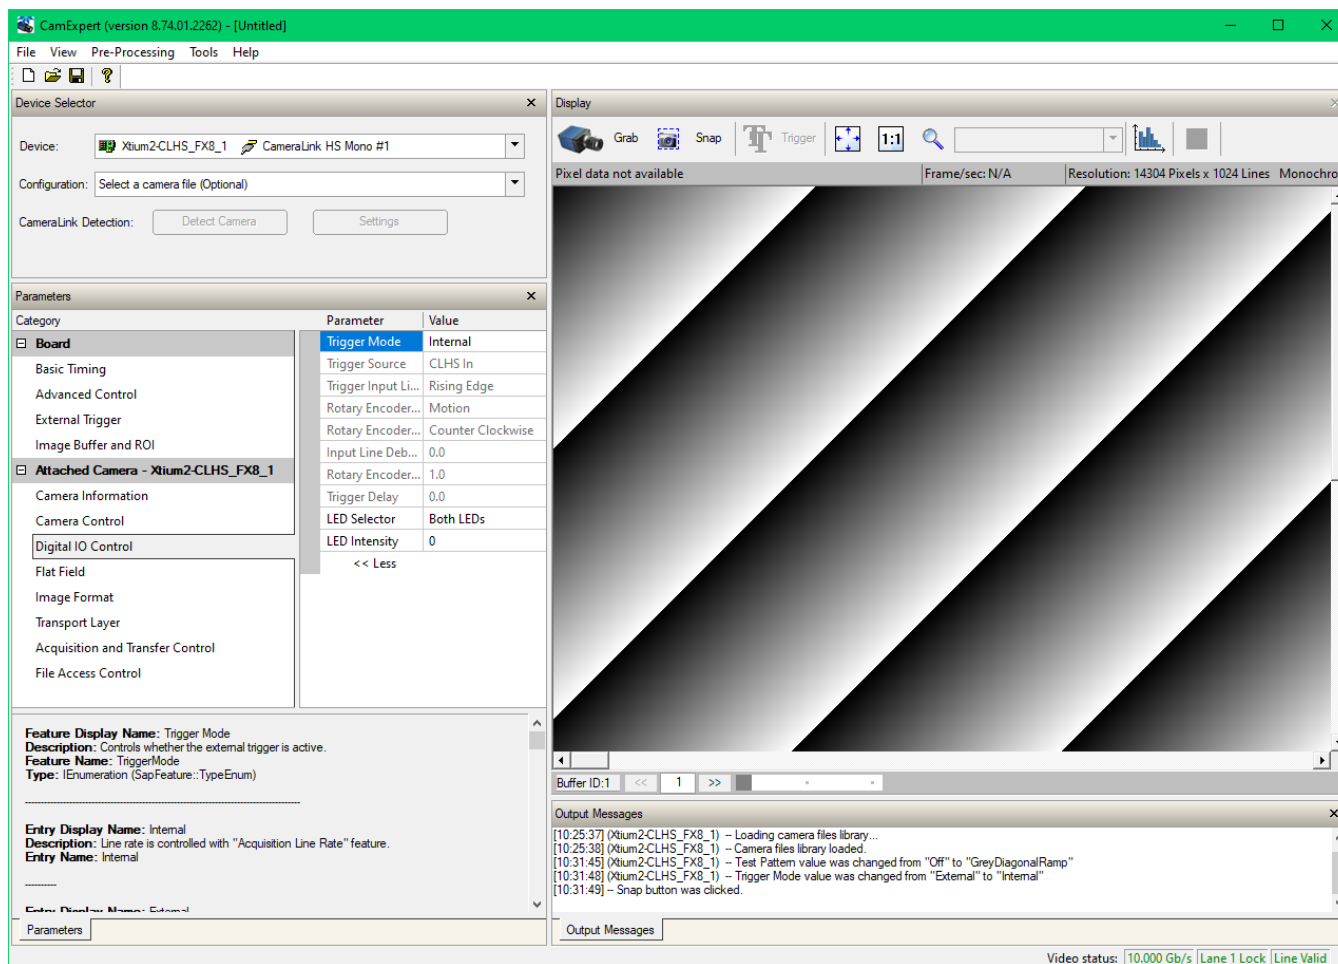 CamExpert (version 8.74.01.2262) - [Untitled]
File View Pre-Processing Tools Help
Device Selector
Device: Xtium2-CLHS_FX8_1 CameraLink HS Mono #1
Configuration: Select a camera file (Optional)
CameraLink Detection: Detect Camera Settings
Parameters
Category
Board
Basic Timing
Advanced Control
External Trigger
Image Buffer and ROI
Attached Camera - Xtium2-CLHS_FX8_1
Camera Information
Camera Control
Digital IO Control
Flat Field
Image Format
Transport Layer
Acquisition and Transfer Control
File Access Control
Parameter Value
Trigger Mode Internal
Trigger Source CLHS In
Trigger Input Li... Rising Edge
Rotary Encoder... Motion
Rotary Encoder... Counter Clockwise
Input Line Deb... 0.0
Rotary Encoder... 1.0
Trigger Delay 0.0
LED Selector Both LEDs
LED Intensity 0
<< Less
Feature Display Name: Trigger Mode
Description: Controls whether the external trigger is active.
Feature Name: TriggerMode
Type: IEnumeration (SapFeature::TypeEnum)
Entry Display Name: Internal
Description: Line rate is controlled with "Acquisition Line Rate" feature.
Entry Name: Internal
Entry Display Name: External
Parameters
Display
Grab Snap Trigger 1:1
Pixel data not available Frame/sec: N/A Resolution: 14304 Pixels x 1024 Lines Monochro
Buffer ID:1 << 1 >>
Output Messages
[10:25:37] (Xtium2-CLHS_FX8_1) -- Loading camera files library...
[10:25:38] (Xtium2-CLHS_FX8_1) -- Camera files library loaded.
[10:31:45] (Xtium2-CLHS_FX8_1) -- Test Pattern value was changed from "Off" to "GreyDiagonalRamp"
[10:31:48] (Xtium2-CLHS_FX8_1) -- Trigger Mode value was changed from "External" to "Internal"
[10:31:49] -- Snap button was clicked.
Output Messages
Video status: 10.000 Gb/s Lane 1 Lock Line Valid